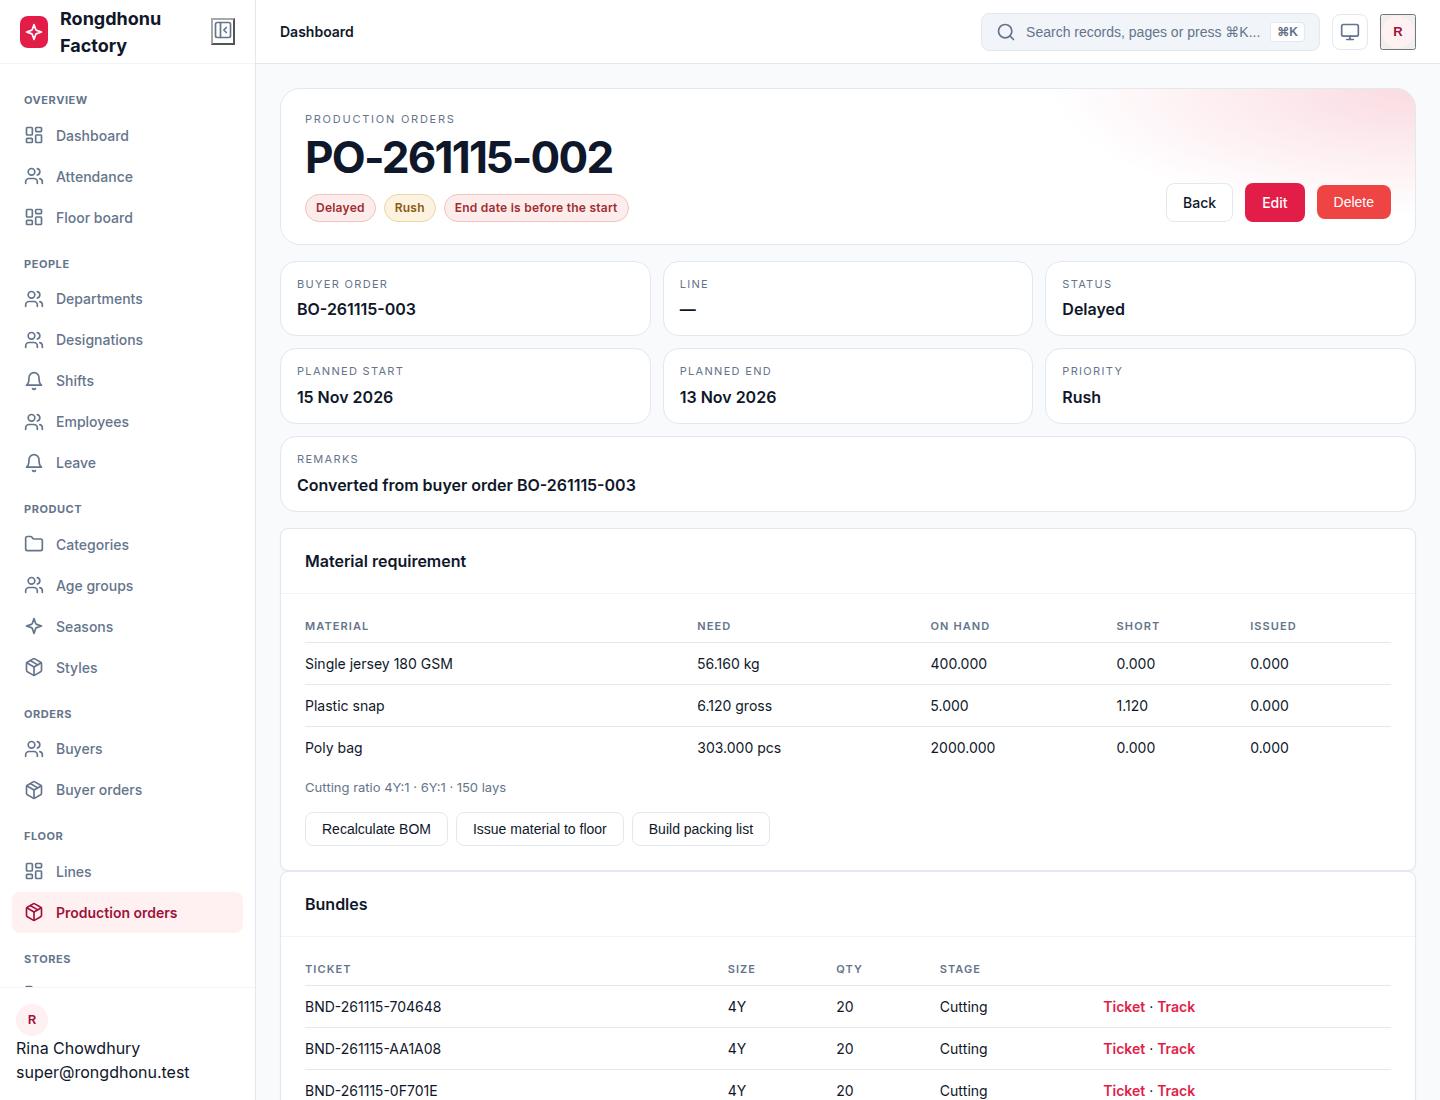 Rongdhonu
Factory
OVERVIEW
Dashboard
Attendance
Floor board
PEOPLE
Departments
Designations
Shifts
Employees
Leave
PRODUCT
Categories
Age groups
Seasons
Styles
ORDERS
Buyers
Buyer orders
FLOOR
Lines
Production orders
STORES
R
Rina Chowdhury
super@rongdhonu.test
Dashboard
Search records, pages or press ⌘K... ⌘K
R
PRODUCTION ORDERS
PO-261115-002
Delayed Rush End date is before the start
Back Edit Delete
BUYER ORDER
BO-261115-003
LINE
—
STATUS
Delayed
PLANNED START
15 Nov 2026
PLANNED END
13 Nov 2026
PRIORITY
Rush
REMARKS
Converted from buyer order BO-261115-003
Material requirement
MATERIAL NEED ON HAND SHORT ISSUED
Single jersey 180 GSM 56.160 kg 400.000 0.000 0.000
Plastic snap 6.120 gross 5.000 1.120 0.000
Poly bag 303.000 pcs 2000.000 0.000 0.000
Cutting ratio 4Y:1 · 6Y:1 · 150 lays
Recalculate BOM Issue material to floor Build packing list
Bundles
TICKET SIZE QTY STAGE
BND-261115-704648 4Y 20 Cutting Ticket · Track
BND-261115-AA1A08 4Y 20 Cutting Ticket · Track
BND-261115-0F701E 4Y 20 Cutting Ticket · Track